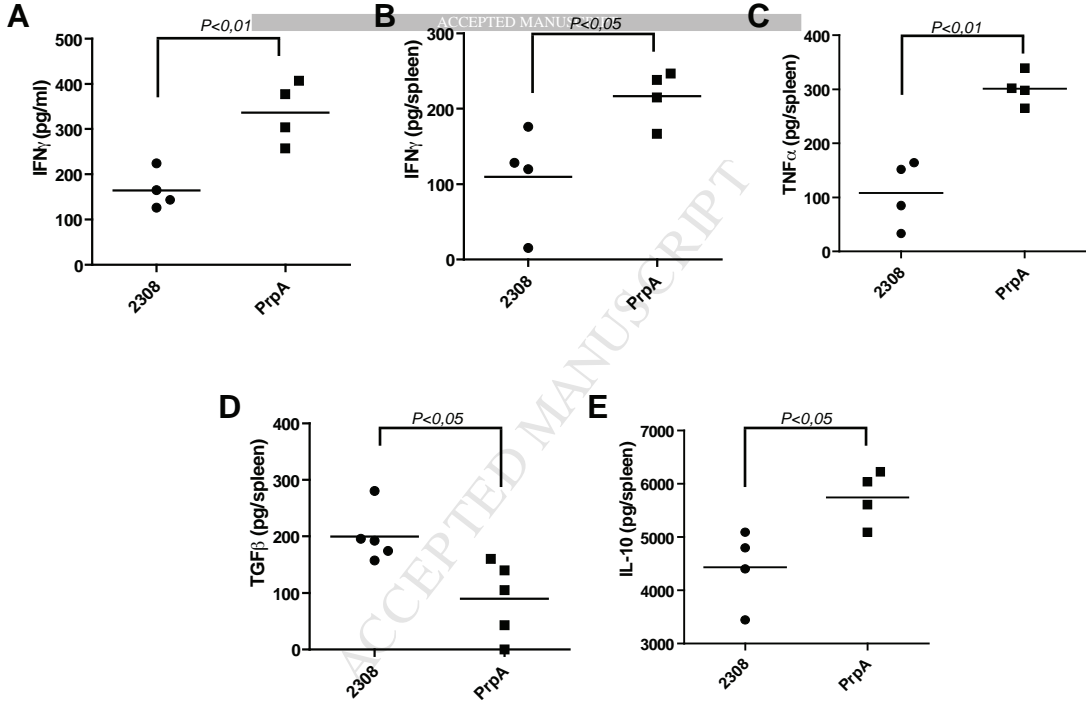 ACCEPTED MANUSCRIPT
A
P<0,01
IFNγ (pg/ml)
500
400
300
200
100
0
2308
PrpA
B
P<0,05
IFNγ (pg/spleen)
300
200
100
0
2308
PrpA
C
P<0,01
TNFα (pg/spleen)
400
300
200
100
0
2308
PrpA
D
P<0,05
TGFβ (pg/spleen)
400
300
200
100
0
2308
PrpA
E
P<0,05
IL-10 (pg/spleen)
7000
6000
5000
4000
3000
2308
PrpA
ACCEPTED MANUSCRIPT